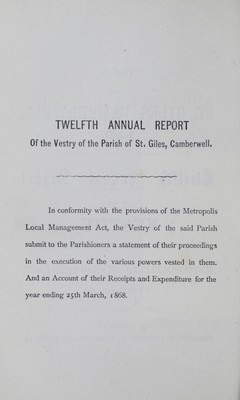 TWELFTH ANNUAL REPORT
Of the Vestry of the Parish of St. Giles, Camberwell.
In conformity with the provisions of the Metropolis
Local Management Act, the Vestry of the said Parish
submit to the Parishioners a statement of their proceedings
in the execution of the various powers vested in them.
And an Account of their Receipts and Expenditure for the
year ending 25th March, 1868.